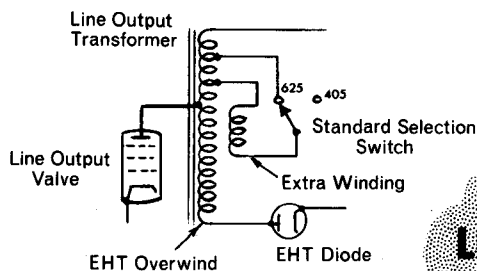 Line Output
Transformer
625
405
Standard Selection
Switch
Line Output
Valve
Extra Winding
EHT Overwind
EHT Diode
L